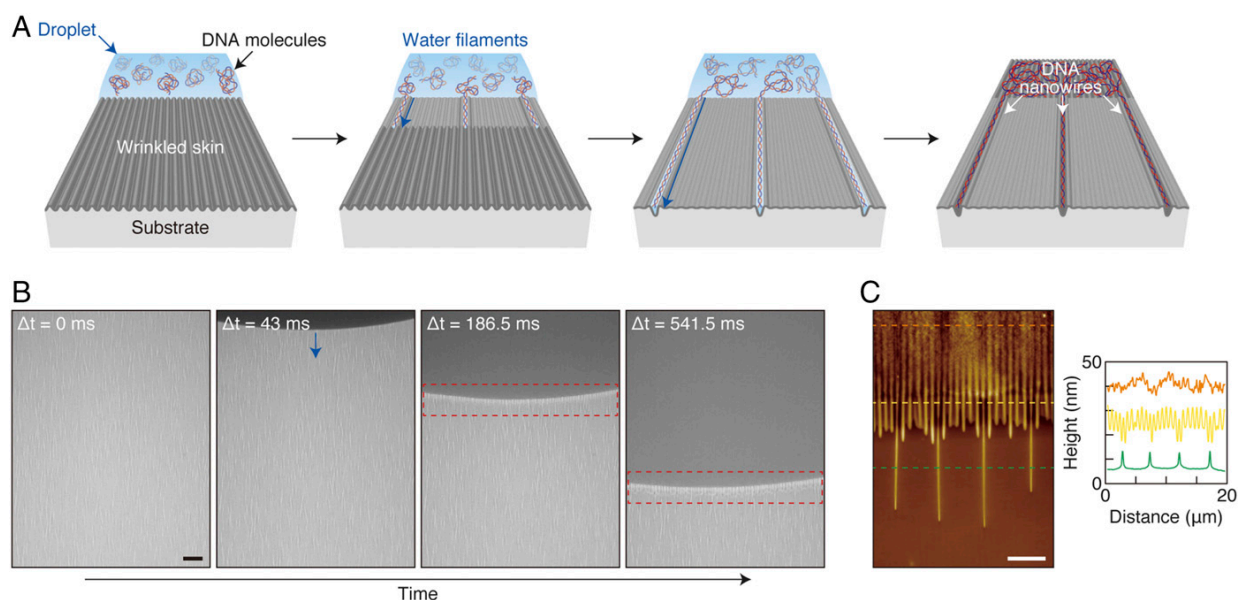 A
Droplet
DNA molecules
Wrinkled skin
Substrate
Water filaments
DNA
nanowires
B
Δt = 0 ms
Δt = 43 ms
Δt = 186.5 ms
Δt = 541.5 ms
Time
C
Height (nm)
50
0
0
20
Distance (μm)